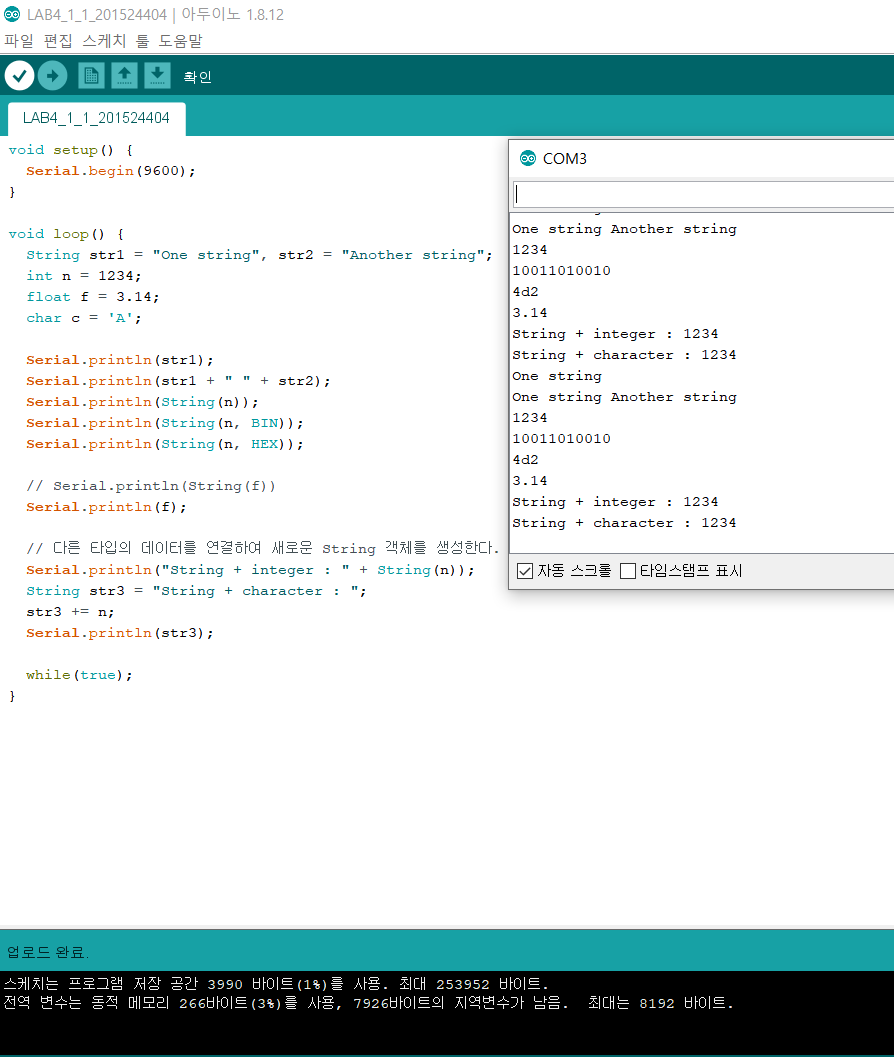 LAB4_1_1_201524404 | 아두이노 1.8.12
파일 편집 스케치 툴 도움말
확인
LAB4_1_1_201524404
void setup() {
  Serial.begin(9600);
}

void loop() {
  String str1 = "One string", str2 = "Another string";
  int n = 1234;
  float f = 3.14;
  char c = 'A';

  Serial.println(str1);
  Serial.println(str1 + " " + str2);
  Serial.println(String(n));
  Serial.println(String(n, BIN));
  Serial.println(String(n, HEX));

  // Serial.println(String(f))
  Serial.println(f);

  // 다른 타입의 데이터를 연결하여 새로운 String 객체를 생성한다.
  Serial.println("String + integer : " + String(n));
  String str3 = "String + character : ";
  str3 += n;
  Serial.println(str3);

  while(true);
}
COM3
One string Another string
1234
10011010010
4d2
3.14
String + integer : 1234
String + character : 1234
One string
One string Another string
1234
10011010010
4d2
3.14
String + integer : 1234
String + character : 1234
자동 스크롤 타임스탬프 표시
업로드 완료.
스케치는 프로그램 저장 공간 3990 바이트(1%)를 사용. 최대 253952 바이트.
전역 변수는 동적 메모리 266바이트(3%)를 사용, 7926바이트의 지역변수가 남음.  최대는 8192 바이트.